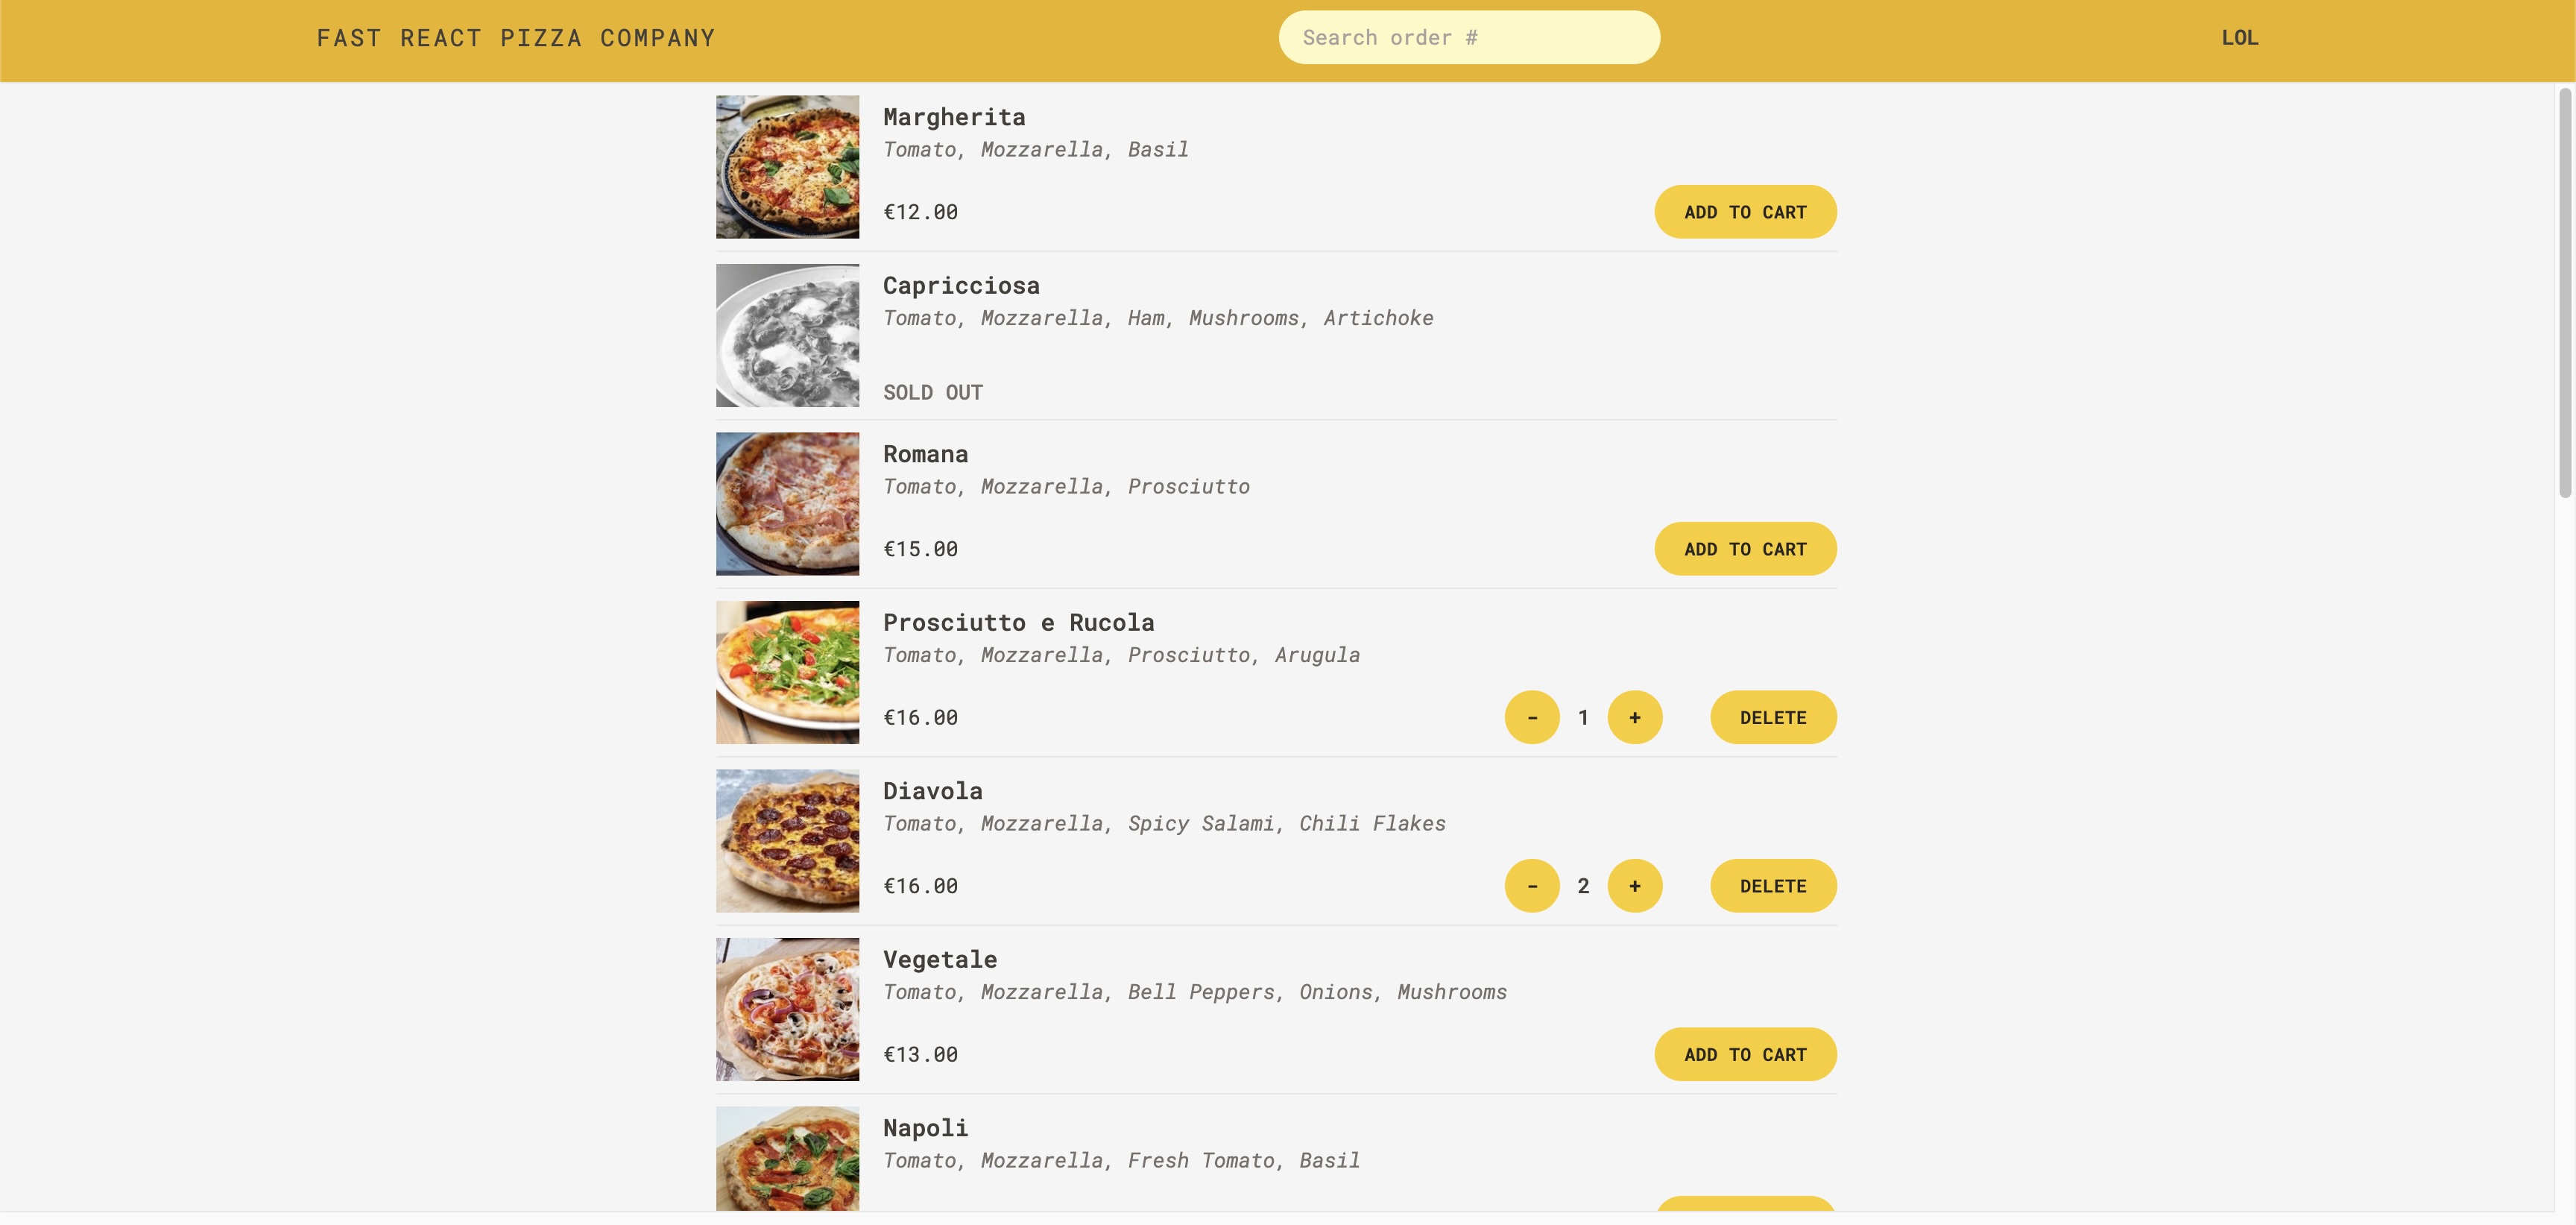 FAST REACT PIZZA COMPANY
Search order #
LOL
Margherita
Tomato, Mozzarella, Basil
€12.00
ADD TO CART
Capricciosa
Tomato, Mozzarella, Ham, Mushrooms, Artichoke
SOLD OUT
Romana
Tomato, Mozzarella, Prosciutto
€15.00
ADD TO CART
Prosciutto e Rucola
Tomato, Mozzarella, Prosciutto, Arugula
€16.00
- 1 +
DELETE
Diavola
Tomato, Mozzarella, Spicy Salami, Chili Flakes
€16.00
- 2 +
DELETE
Vegetale
Tomato, Mozzarella, Bell Peppers, Onions, Mushrooms
€13.00
ADD TO CART
Napoli
Tomato, Mozzarella, Fresh Tomato, Basil